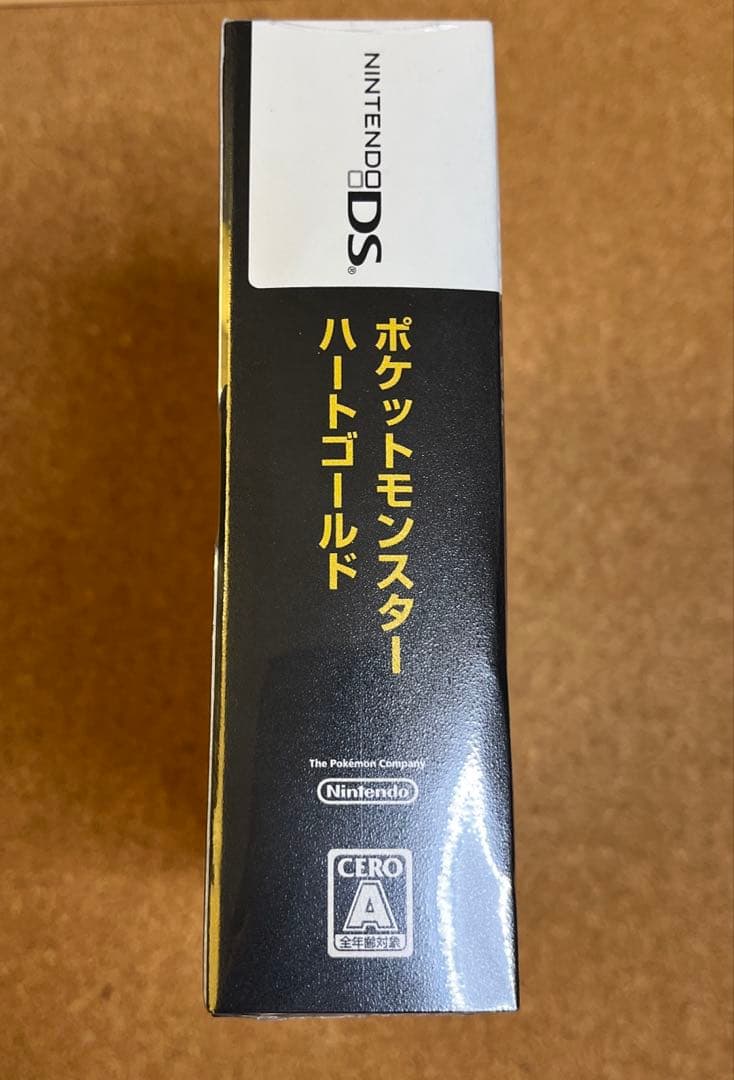 NINTENDO DS®
ポケットモンスター
ハートゴールド
The Pokémon Company
Nintendo
CERO
A
全年齢対象